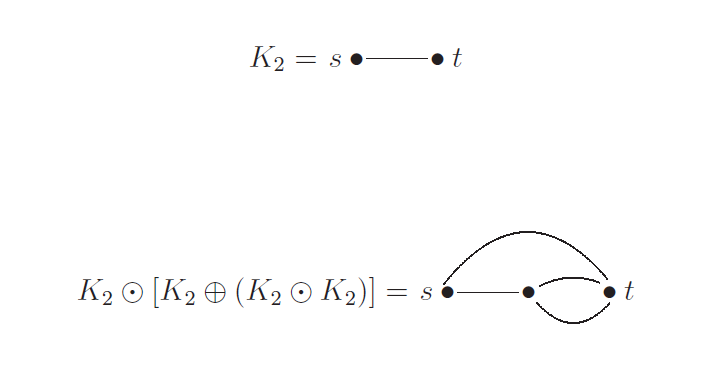 K₂ = s t
K₂ ⊙ [K₂ ⊕ (K₂ ⊙ K₂)] = s t